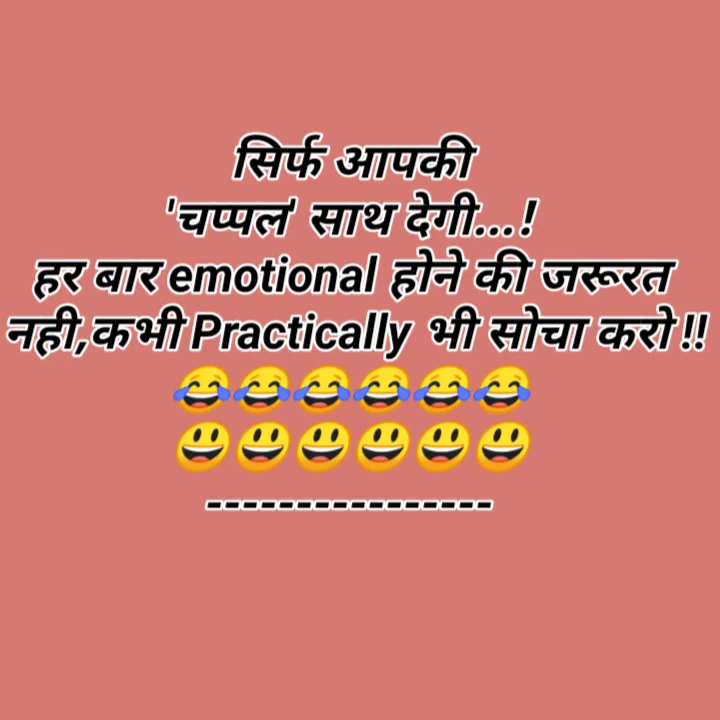 सिर्फ आपकी
'चप्पल' साथ देगी...!
हर बार emotional होने की जरूरत
नही,कभी Practically भी सोचा करो !!
😂😂😂😂😂😂
😃😃😃😃😃😃
----------------